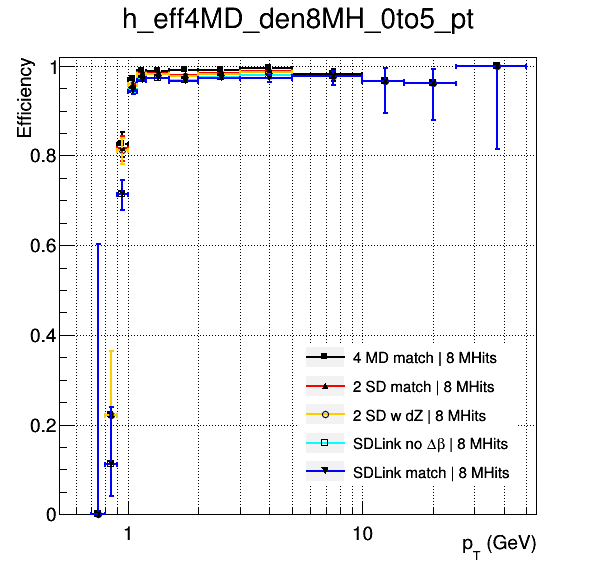 h_eff4MD_den8MH_0to5_pt
Efficiency
1
0.8
0.6
0.4
0.2
0
4 MD match | 8 MHits
2 SD match | 8 MHits
2 SD w dZ | 8 MHits
SDLink no Δβ | 8 MHits
SDLink match | 8 MHits
1 10
p_T (GeV)